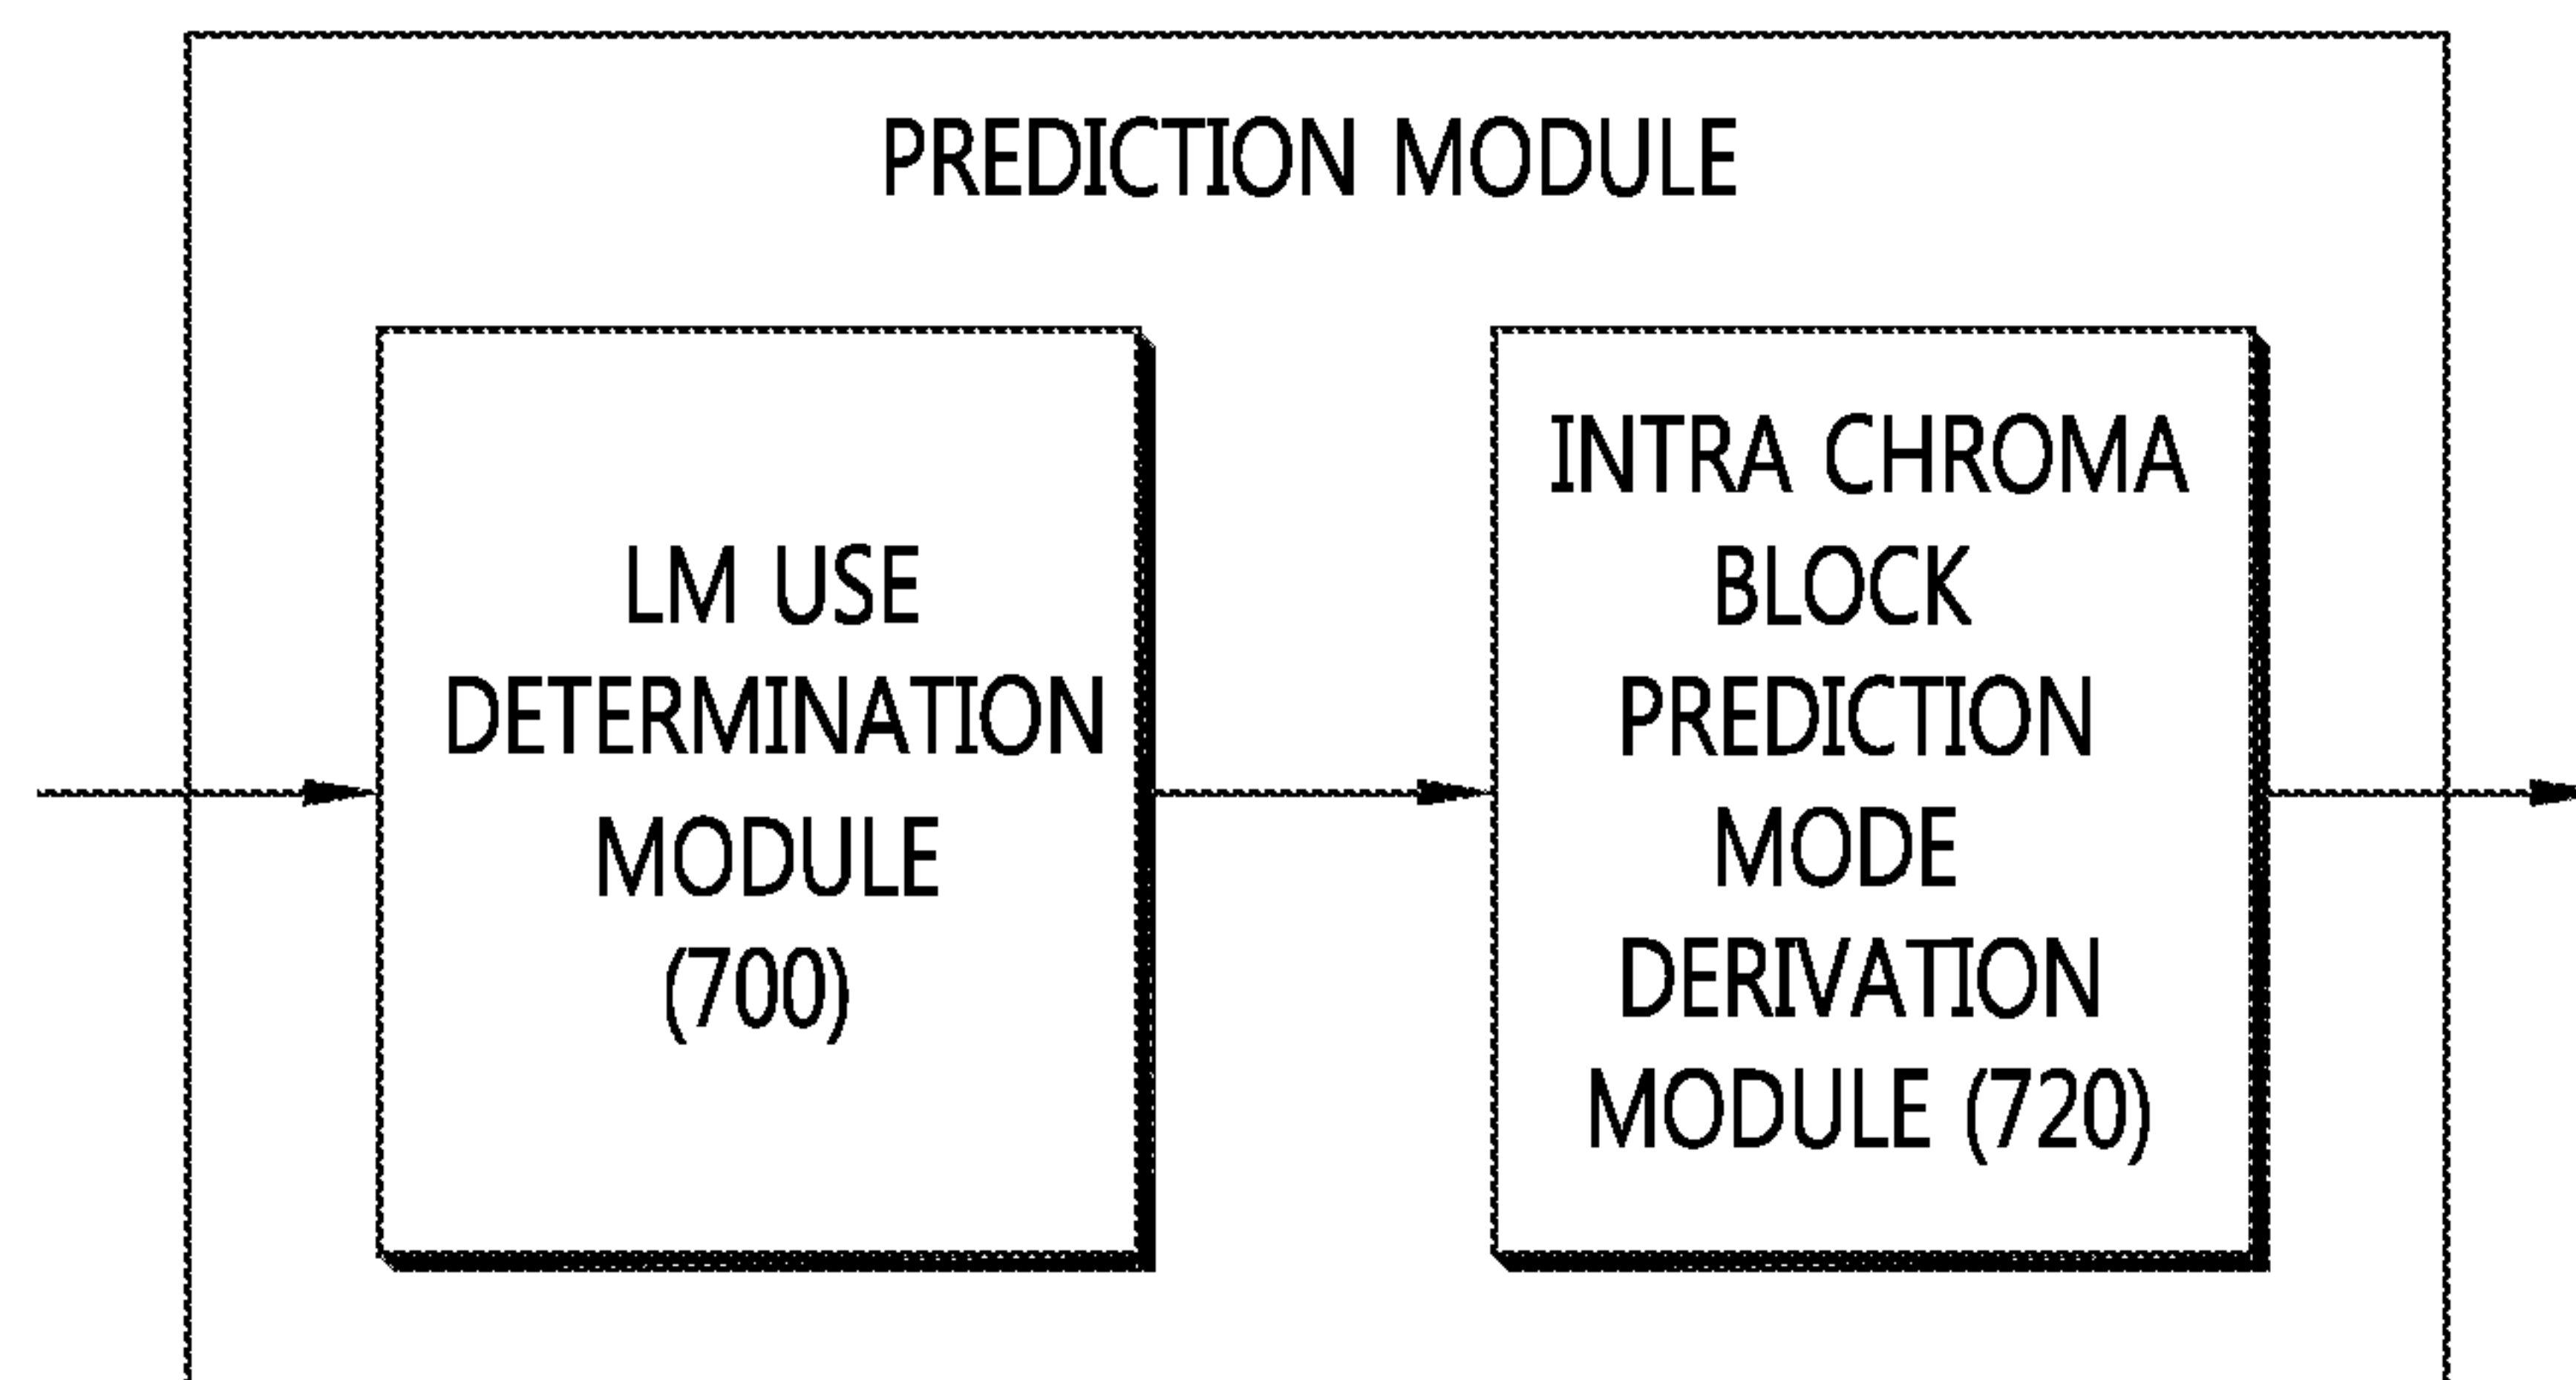 PREDICTION MODULE
LM USE
DETERMINATION
MODULE
(700)
INTRA CHROMA
BLOCK
PREDICTION
MODE
DERIVATION
MODULE (720)